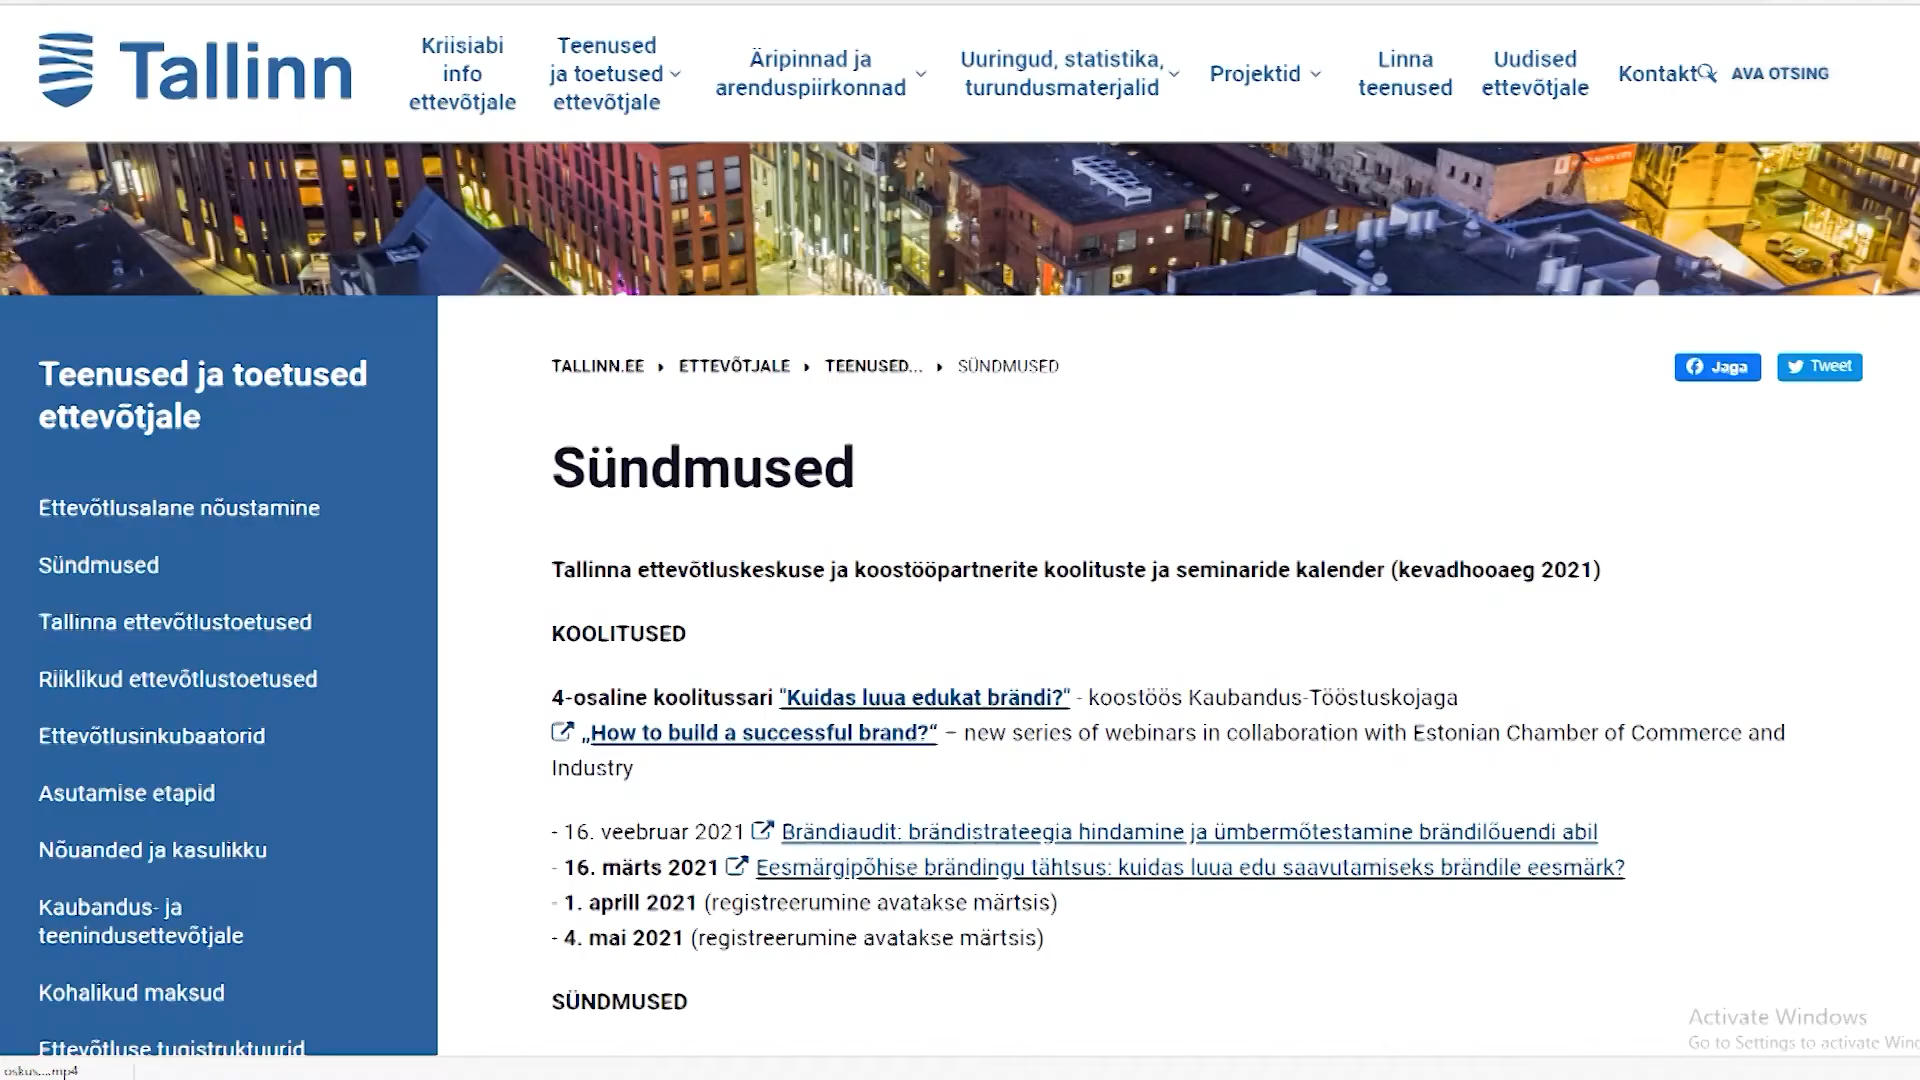 Tallinn
Kriisiabi
info
ettevõtjale
Teenused
ja toetused
ettevõtjale
Äripinnad ja
arenduspiirkonnad
Uuringud, statistika,
turundusmaterjalid
Projektid
Linna
teenused
Uudised
ettevõtjale
Kontakt
AVA OTSING
Teenused ja toetused
ettevõtjale
Ettevõtlusalane nõustamine
Sündmused
Tallinna ettevõtlustoetused
Riiklikud ettevõtlustoetused
Ettevõtlusinkubaatorid
Asutamise etapid
Nõuanded ja kasulikku
Kaubandus- ja
teenindusettevõtjale
Kohalikud maksud
Ettevõtluse tugistruktuurid
TALLINN.EE ETTEVÕTJALE TEENUSED... SÜNDMUSED
Jaga
Tweet
Sündmused
Tallinna ettevõtluskeskuse ja koostööpartnerite koolituste ja seminaride kalender (kevadhooaeg 2021)
KOOLITUSED
4-osaline koolitussari "Kuidas luua edukat brändi?" - koostöös Kaubandus-Tööstuskojaga
„How to build a successful brand?“ – new series of webinars in collaboration with Estonian Chamber of Commerce and
Industry
- 16. veebruar 2021 Brändiaudit: brändistrateegia hindamine ja ümbermõtestamine brändilõuendi abil
- 16. märts 2021 Eesmärgipõhise brändingu tähtsus: kuidas luua edu saavutamiseks brändile eesmärk?
- 1. aprill 2021 (registreerumine avatakse märtsis)
- 4. mai 2021 (registreerumine avatakse märtsis)
SÜNDMUSED
Activate Windows
Go to Settings to activate Wind
oskus....mp4